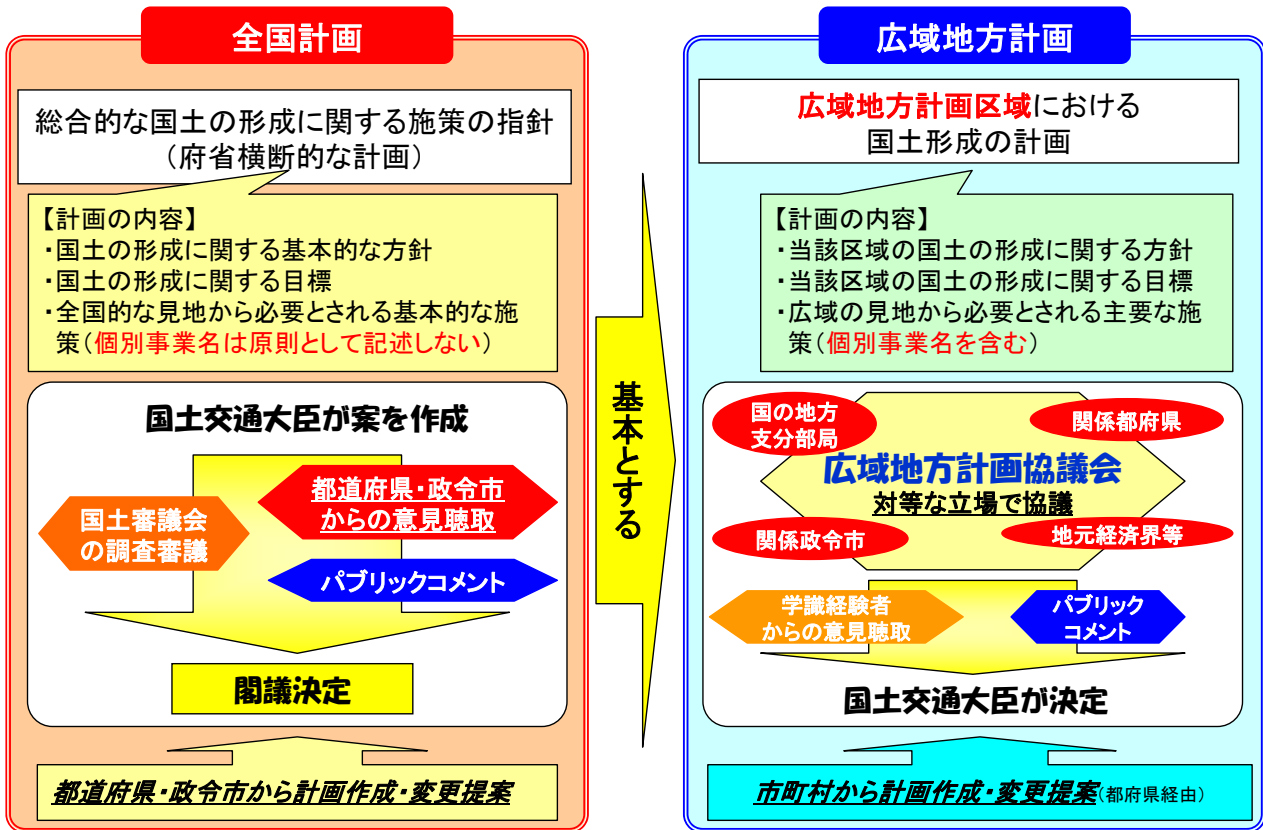 全国計画
総合的な国土の形成に関する施策の指針
（府省横断的な計画）
【計画の内容】
・国土の形成に関する基本的な方針
・国土の形成に関する目標
・全国的な見地から必要とされる基本的な施
策（個別事業名は原則として記述しない）
国土交通大臣が案を作成
都道府県・政令市
からの意見聴取
国土審議会
の調査審議
パブリックコメント
閣議決定
都道府県・政令市から計画作成・変更提案
基本とする
広域地方計画
広域地方計画区域における
国土形成の計画
【計画の内容】
・当該区域の国土の形成に関する方針
・当該区域の国土の形成に関する目標
・広域の見地から必要とされる主要な施
策（個別事業名を含む）
国の地方
支分部局
関係都府県
広域地方計画協議会
対等な立場で協議
関係政令市
地元経済界等
学識経験者
からの意見聴取
パブリック
コメント
国土交通大臣が決定
市町村から計画作成・変更提案（都府県経由）